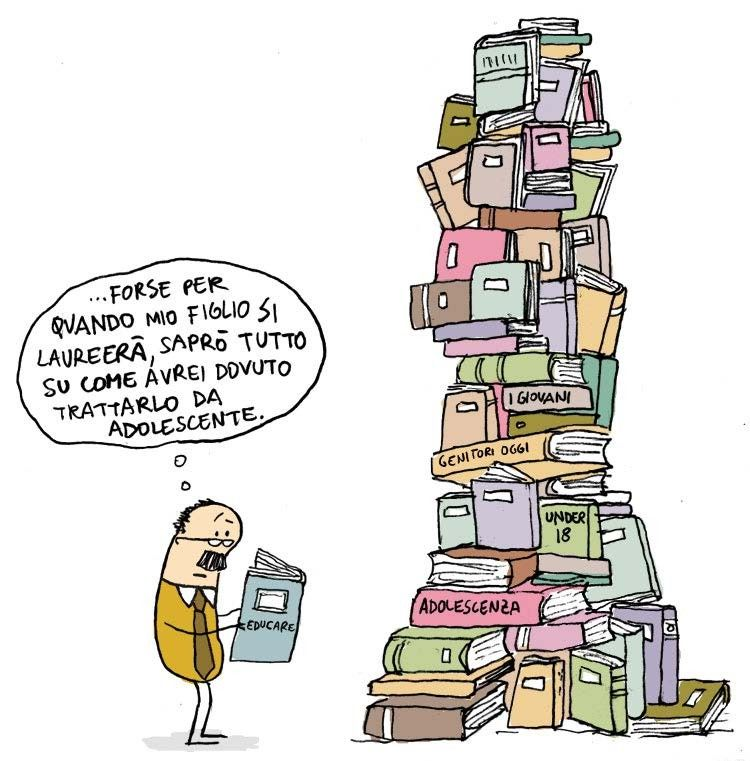 ...FORSE PER
QUANDO MIO FIGLIO SI
LAUREERÀ, SAPRÒ TUTTO
SU COME AVREI DOVUTO
TRATTARLO DA
ADOLESCENTE.
EDUCARE
I GIOVANI
GENITORI OGGI
UNDER
18
ADOLESCENZA